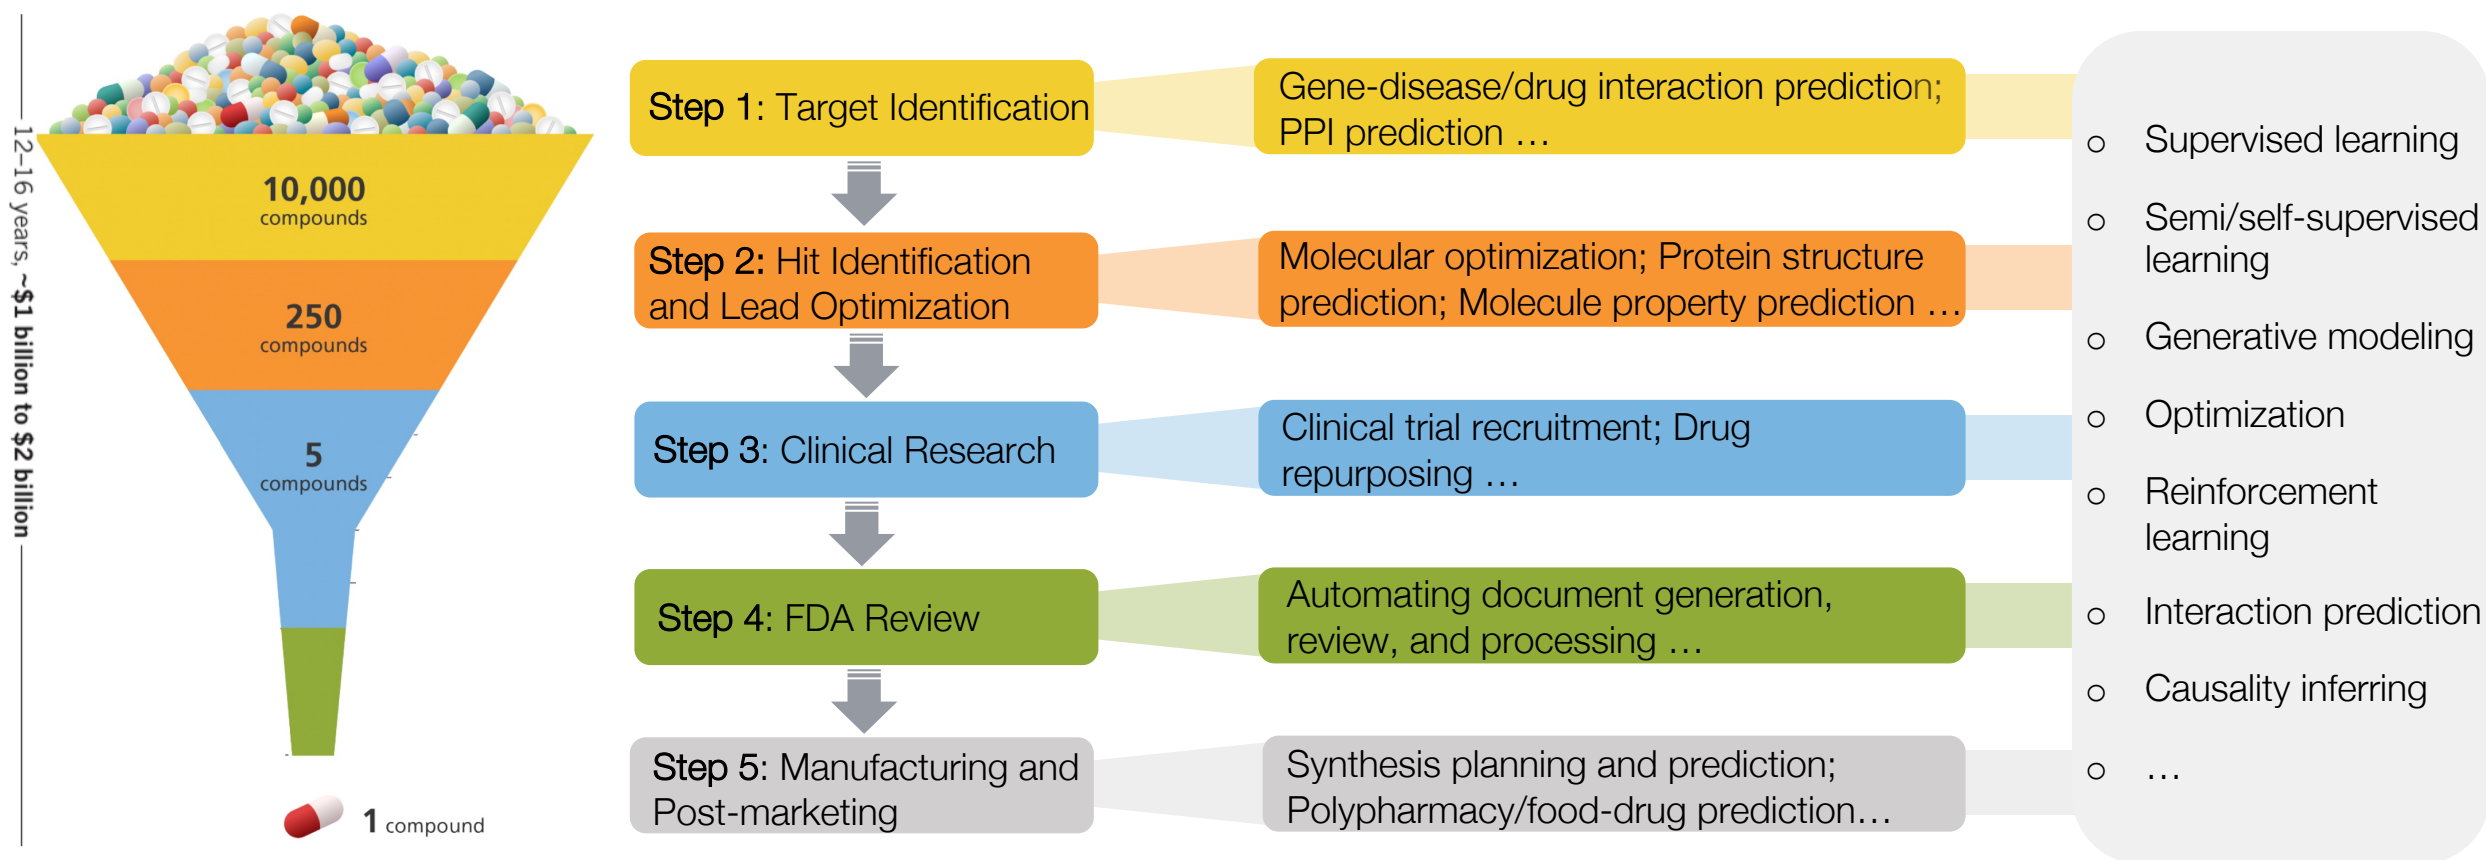 12–16 years, ~$1 billion to $2 billion
10,000
compounds
250
compounds
5
compounds
1 compound
Step 1: Target Identification
Gene-disease/drug interaction prediction;
PPI prediction …
Step 2: Hit Identification
and Lead Optimization
Molecular optimization; Protein structure
prediction; Molecule property prediction …
Step 3: Clinical Research
Clinical trial recruitment; Drug
repurposing …
Step 4: FDA Review
Automating document generation,
review, and processing …
Step 5: Manufacturing and
Post-marketing
Synthesis planning and prediction;
Polypharmacy/food-drug prediction…
○ Supervised learning
○ Semi/self-supervised
learning
○ Generative modeling
○ Optimization
○ Reinforcement
learning
○ Interaction prediction
○ Causality inferring
○ …